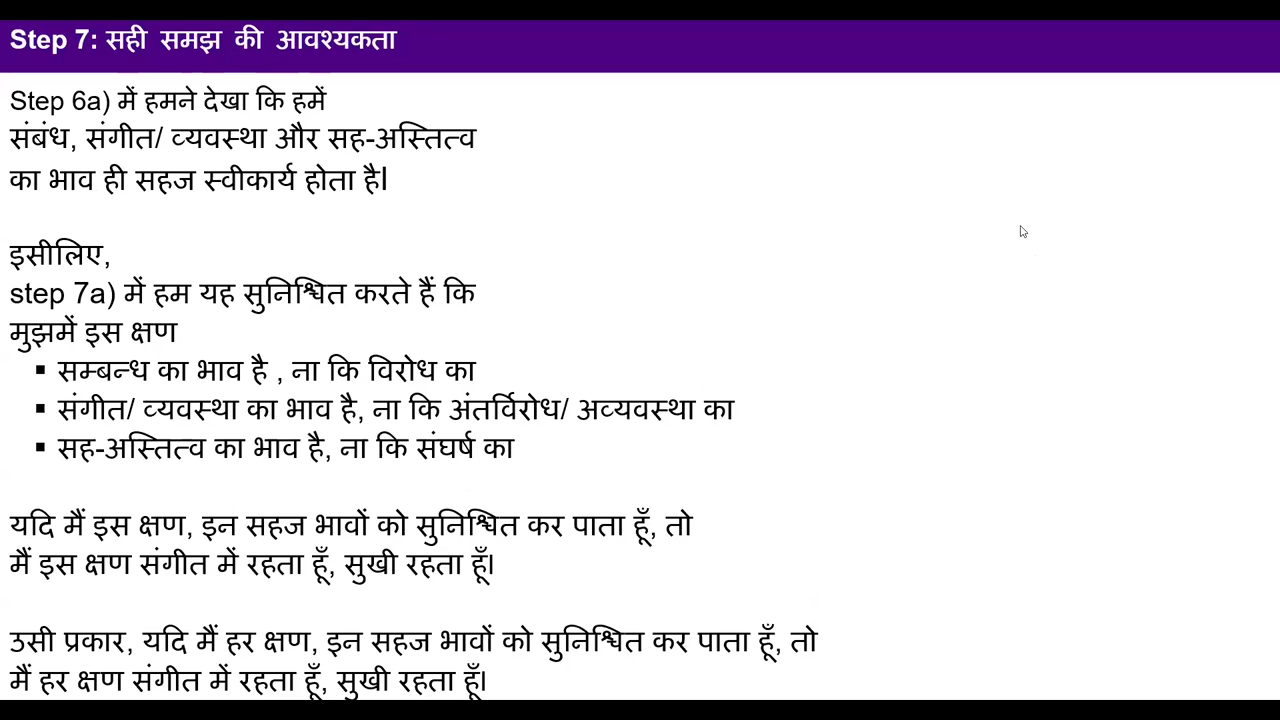 Step 7: सही समझ की आवश्यकता
Step 6a) में हमने देखा कि हमें
संबंध, संगीत/ व्यवस्था और सह-अस्तित्व
का भाव ही सहज स्वीकार्य होता है।
इसीलिए,
step 7a) में हम यह सुनिश्चित करते हैं कि
मुझमें इस क्षण
▪ सम्बन्ध का भाव है , ना कि विरोध का
▪ संगीत/ व्यवस्था का भाव है, ना कि अंतर्विरोध/ अव्यवस्था का
▪ सह-अस्तित्व का भाव है, ना कि संघर्ष का
यदि मैं इस क्षण, इन सहज भावों को सुनिश्चित कर पाता हूँ, तो
मैं इस क्षण संगीत में रहता हूँ, सुखी रहता हूँ।
उसी प्रकार, यदि मैं हर क्षण, इन सहज भावों को सुनिश्चित कर पाता हूँ, तो
मैं हर क्षण संगीत में रहता हूँ, सुखी रहता हूँ।